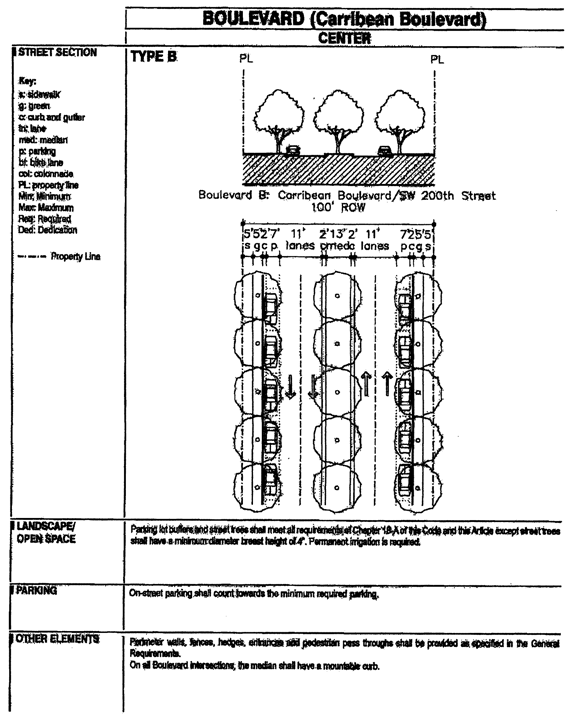 BOULEVARD (Carribean Boulevard)
CENTER
STREET SECTION
TYPE B
Key:
s: sidewalk
g: green
c: curb and gutter
ln: lane
med: median
p: parking
bl: bike lane
col: colonnade
PL: property line
Min: Minimum
Max: Maximum
Req: Required
Ded: Dedication
Property Line
PL PL
Boulevard B: Carribean Boulevard/SW 200th Street
100' ROW
5'5'2'7' 11' 2'13'2' 11' 7'2'5'5'
s g c p lanes c med c lanes p c g s
LANDSCAPE/
OPEN SPACE
Parking lot buffers and street trees shall meet all requirements of Chapter 18-A of this Code and this Article except street trees
shall have a minimum diameter breast height of 4". Permanent irrigation is required.
PARKING
On-street parking shall count towards the minimum required parking.
OTHER ELEMENTS
Perimeter walls, fences, hedges, entrances and pedestrian pass throughs shall be provided as specified in the General
Requirements.
On all Boulevard intersections, the median shall have a mountable curb.